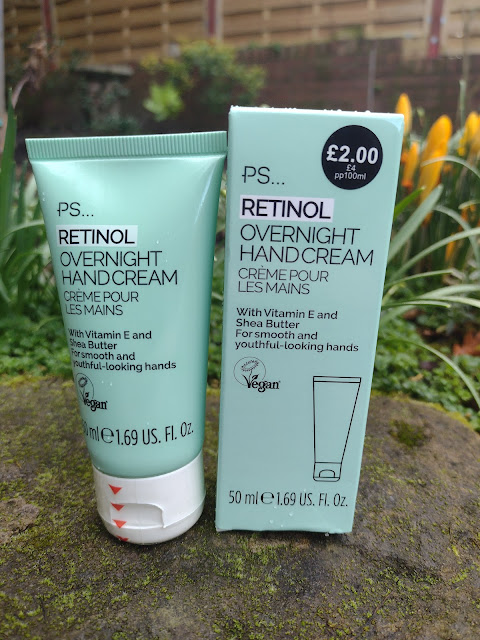 PS...
RETINOL
OVERNIGHT
HAND CREAM
CRÈME POUR
LES MAINS
With Vitamin E and
Shea Butter
For smooth and
youthful-looking hands
Vegan
ml e 1.69 US. Fl. Oz.
£2.00
£4
pp100ml
PS...
RETINOL
OVERNIGHT
HAND CREAM
CRÈME POUR
LES MAINS
With Vitamin E and
Shea Butter
For smooth and
youthful-looking hands
Vegan
50 ml e 1.69 US. Fl. Oz.